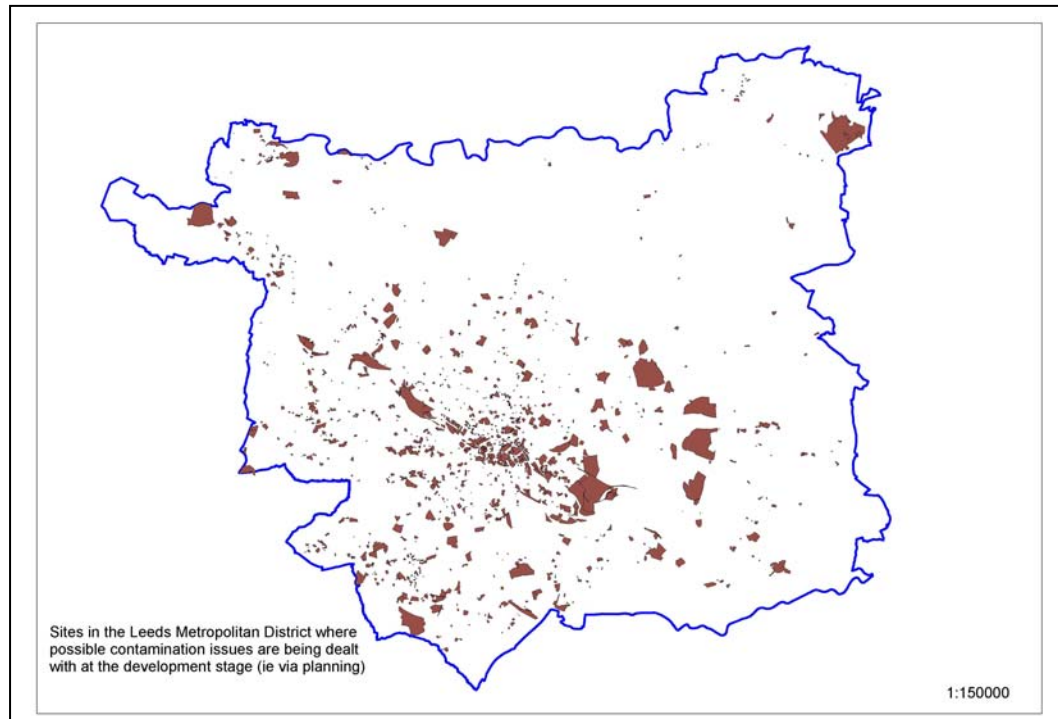 Sites in the Leeds Metropolitan District where
possible contamination issues are being dealt
with at the development stage (ie via planning)
1:150000